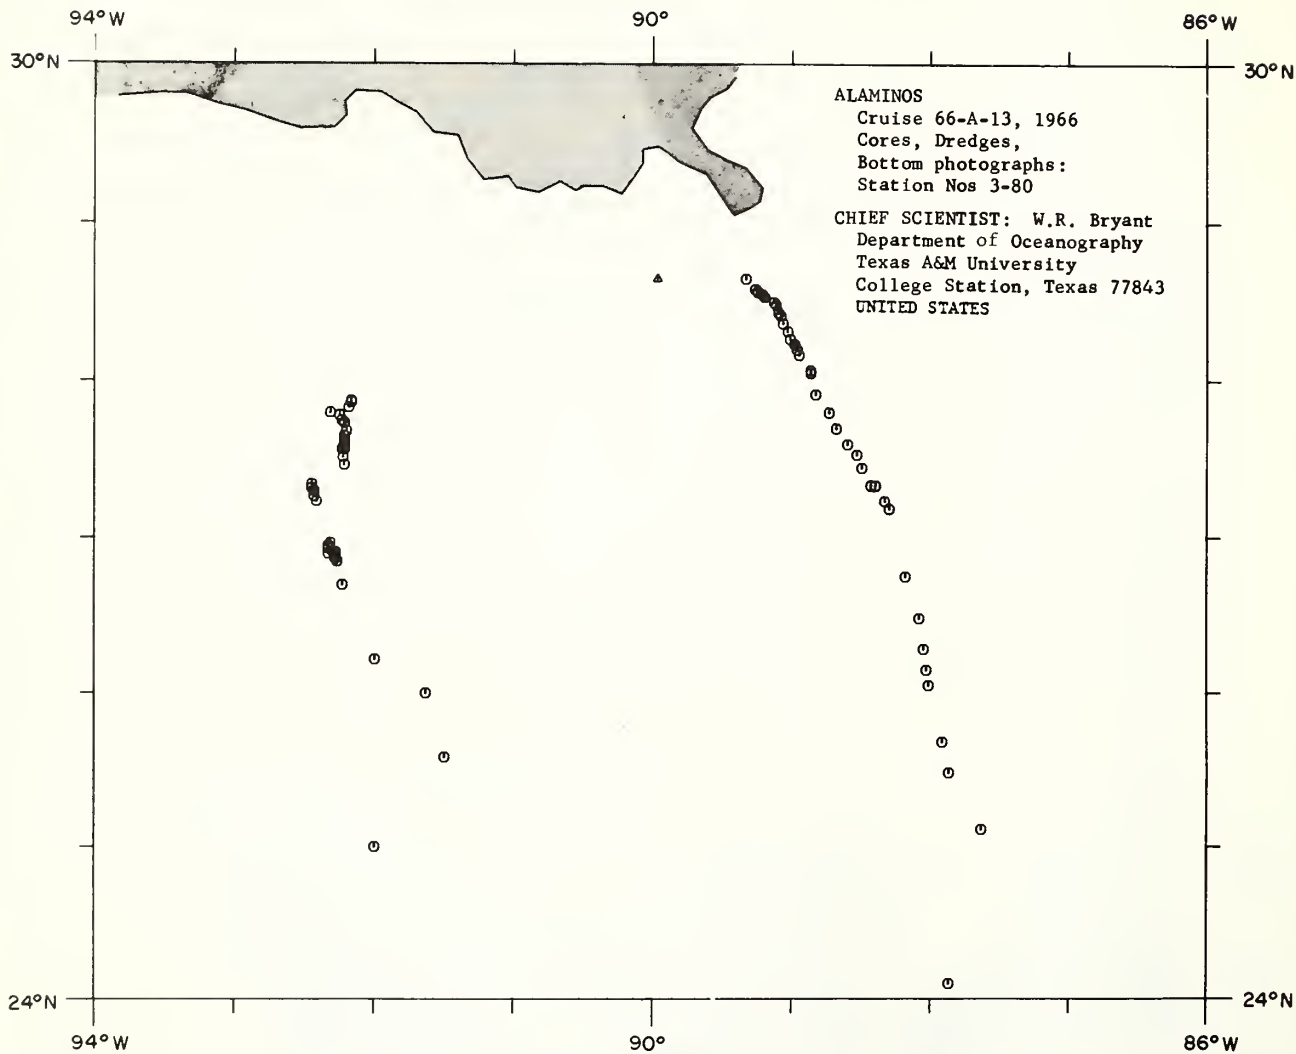 94°W 90° 86°W
30°N 30°N
ALAMINOS
Cruise 66-A-13, 1966
Cores, Dredges,
Bottom photographs:
Station Nos 3-80
CHIEF SCIENTIST: W.R. Bryant
Department of Oceanography
Texas A&M University
College Station, Texas 77843
UNITED STATES
24°N 24°N
94°W 90° 86°W